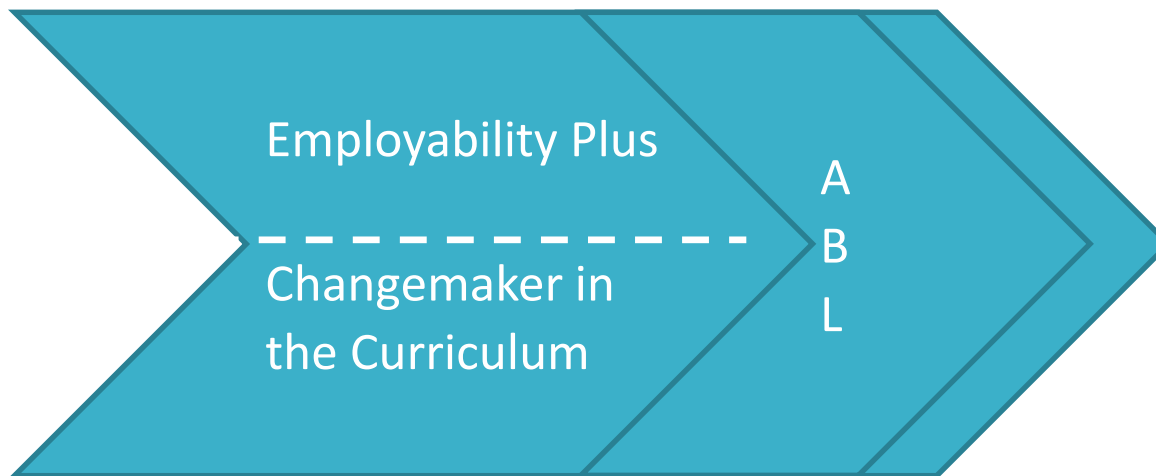 Employability Plus
Changemaker in
the Curriculum
A
B
L